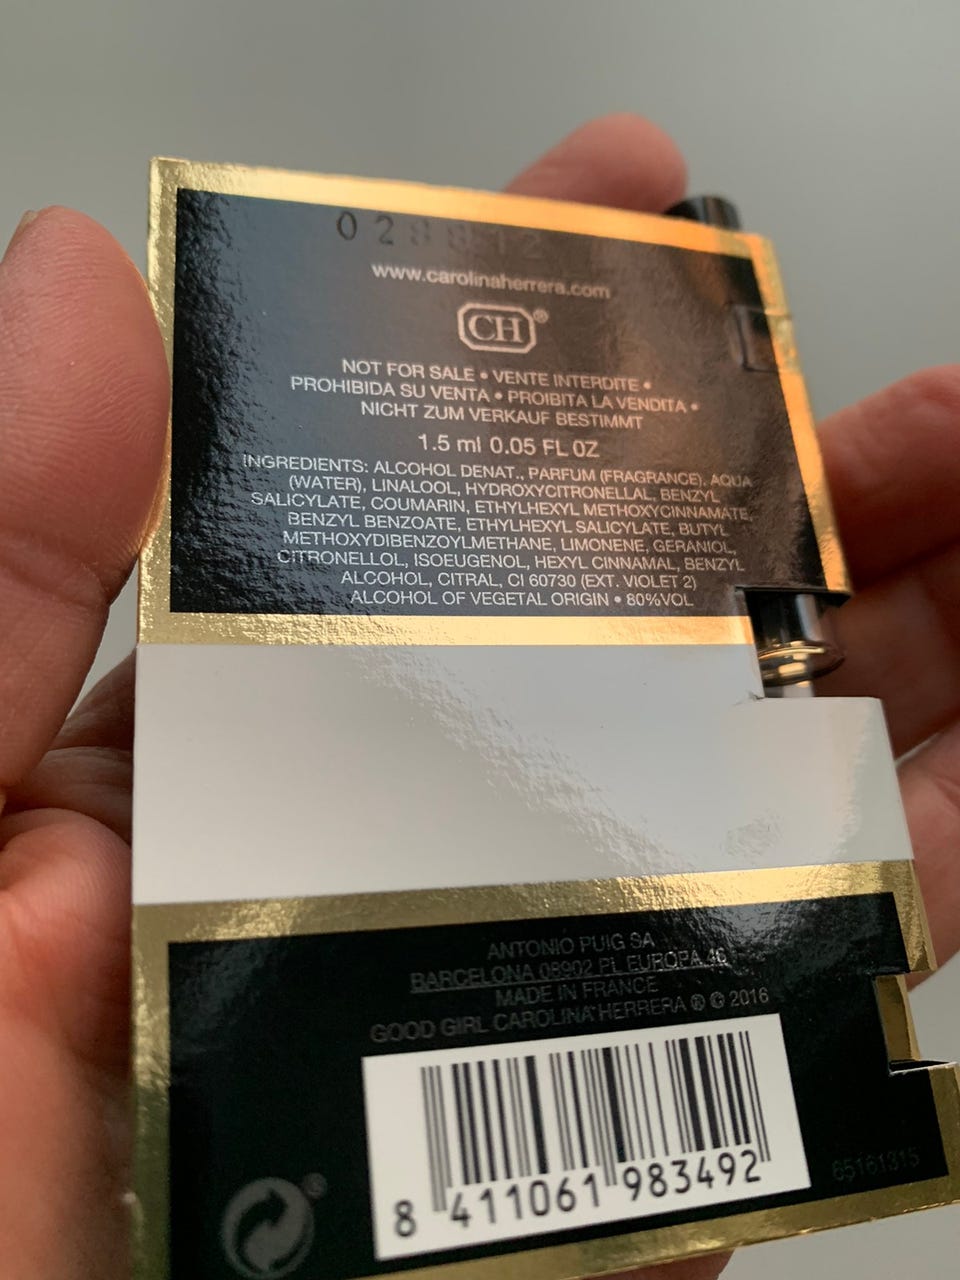 www.carolinaherrera.com
CH®
NOT FOR SALE • VENTE INTERDITE •
PROHIBIDA SU VENTA • PROIBITA LA VENDITA •
NICHT ZUM VERKAUF BESTIMMT
1.5 ml 0.05 FL OZ
INGREDIENTS: ALCOHOL DENAT., PARFUM (FRAGRANCE), AQUA
(WATER), LINALOOL, HYDROXYCITRONELLAL, BENZYL
SALICYLATE, COUMARIN, ETHYLHEXYL METHOXYCINNAMATE,
BENZYL BENZOATE, ETHYLHEXYL SALICYLATE, BUTYL
METHOXYDIBENZOYLMETHANE, LIMONENE, GERANIOL,
CITRONELLOL, ISOEUGENOL, HEXYL CINNAMAL, BENZYL
ALCOHOL, CITRAL, CI 60730 (EXT. VIOLET 2)
ALCOHOL OF VEGETAL ORIGIN • 80%VOL
ANTONIO PUIG SA
BARCELONA 08902 PL EUROPA 46
MADE IN FRANCE
GOOD GIRL CAROLINA HERRERA ® © 2016
8 411061 983492
65161315